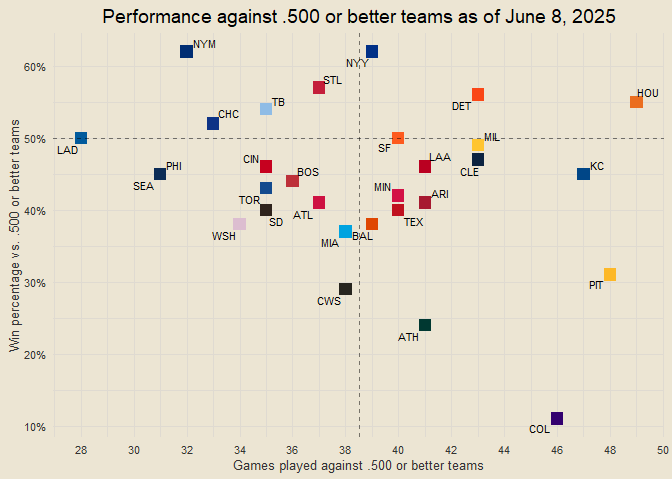 Performance against .500 or better teams as of June 8, 2025
NYM
NYY
60%
STL
HOU
TB
DET
CHC
50%
MIL
LAD
SF
CIN
LAA
PHI
BOS
CLE
KC
SEA
MIN
ARI
TOR
40%
ATL
SD
TEX
WSH
BAL
MIA
30%
PIT
CWS
ATH
20%
10%
COL
Win percentage vs. .500 or better teams
28 30 32 34 36 38 40 42 44 46 48 50
Games played against .500 or better teams